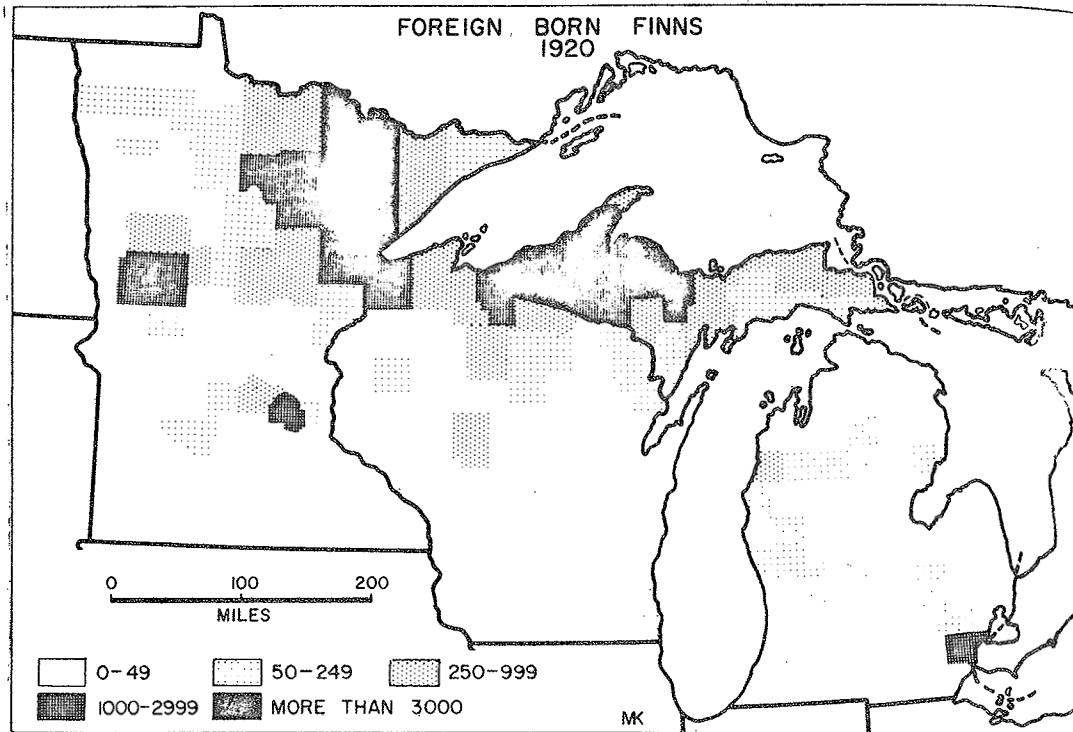 FOREIGN BORN FINNS
1920
0 100 200
MILES
0-49 50-249 250-999
1000-2999 MORE THAN 3000
MK